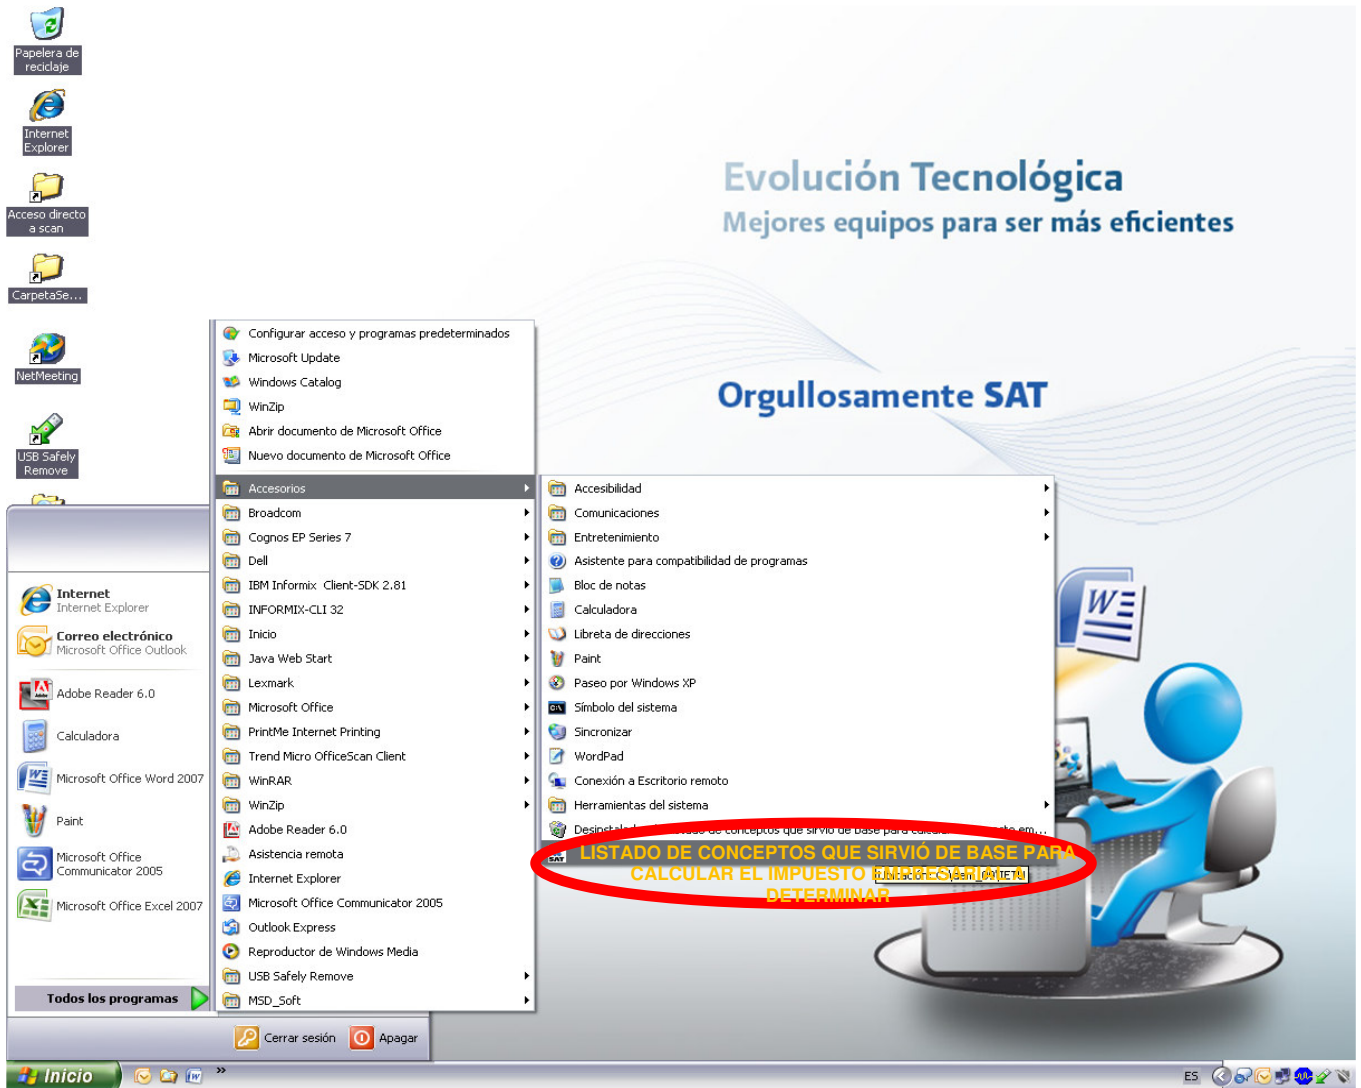 Papelera de
reciclaje
Internet
Explorer
Acceso directo
a scan
CarpetaSe...
NetMeeting
USB Safely
Remove
Evolución Tecnológica
Mejores equipos para ser más eficientes
Orgullosamente SAT
Configurar acceso y programas predeterminados
Microsoft Update
Windows Catalog
WinZip
Abrir documento de Microsoft Office
Nuevo documento de Microsoft Office
Accesorios
Broadcom
Cognos EP Series 7
Dell
IBM Informix Client-SDK 2.81
INFORMIX-CLI 32
Inicio
Java Web Start
Lexmark
Microsoft Office
PrintMe Internet Printing
Trend Micro OfficeScan Client
WinRAR
WinZip
Adobe Reader 6.0
Asistencia remota
Internet Explorer
Microsoft Office Communicator 2005
Outlook Express
Reproductor de Windows Media
USB Safely Remove
MSD_Soft
Accesibilidad
Comunicaciones
Entretenimiento
Asistente para compatibilidad de programas
Bloc de notas
Calculadora
Libreta de direcciones
Paint
Paseo por Windows XP
Símbolo del sistema
Sincronizar
WordPad
Conexión a Escritorio remoto
Herramientas del sistema
de conceptos que sirvió de base para
SAT
LISTADO DE CONCEPTOS QUE SIRVIÓ DE BASE PARA
CALCULAR EL IMPUESTO EMPRESARIAL
DETERMINAR
Internet
Internet Explorer
Correo electrónico
Microsoft Office Outlook
Adobe Reader 6.0
Calculadora
Microsoft Office Word 2007
Paint
Microsoft Office
Communicator 2005
Microsoft Office Excel 2007
Todos los programas
Cerrar sesión
Apagar
Inicio
»
ES
W